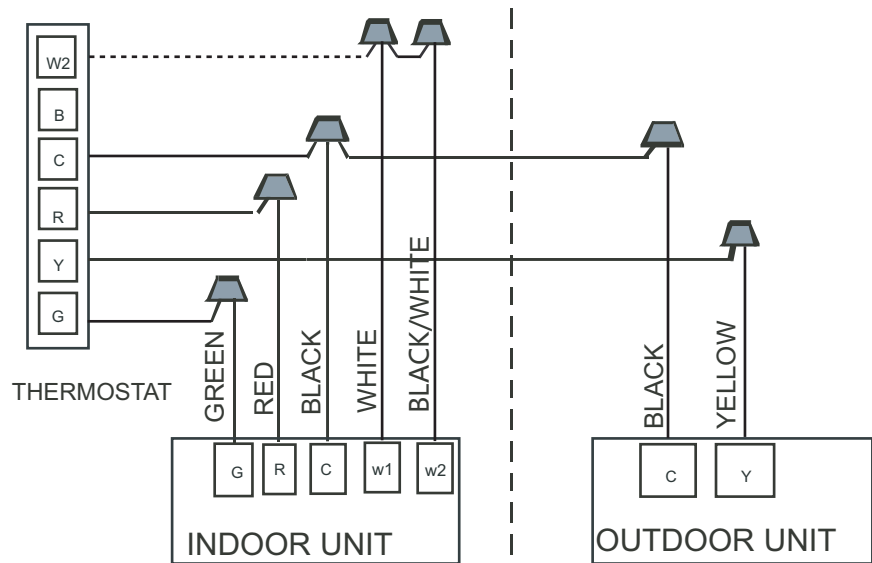 W2
B
C
R
Y
G
THERMOSTAT
GREEN
RED
BLACK
WHITE
BLACK/WHITE
BLACK
YELLOW
G R C w1 w2
INDOOR UNIT
C Y
OUTDOOR UNIT